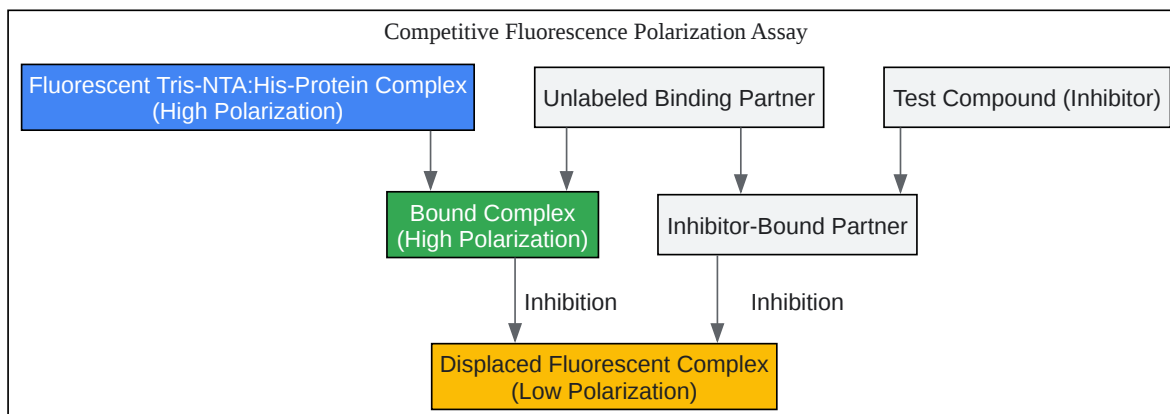 Competitive Fluorescence Polarization Assay
Fluorescent Tris-NTA:His-Protein Complex
(High Polarization)
Unlabeled Binding Partner
Test Compound (Inhibitor)
Bound Complex
(High Polarization)
Inhibitor-Bound Partner
Inhibition
Inhibition
Displaced Fluorescent Complex
(Low Polarization)